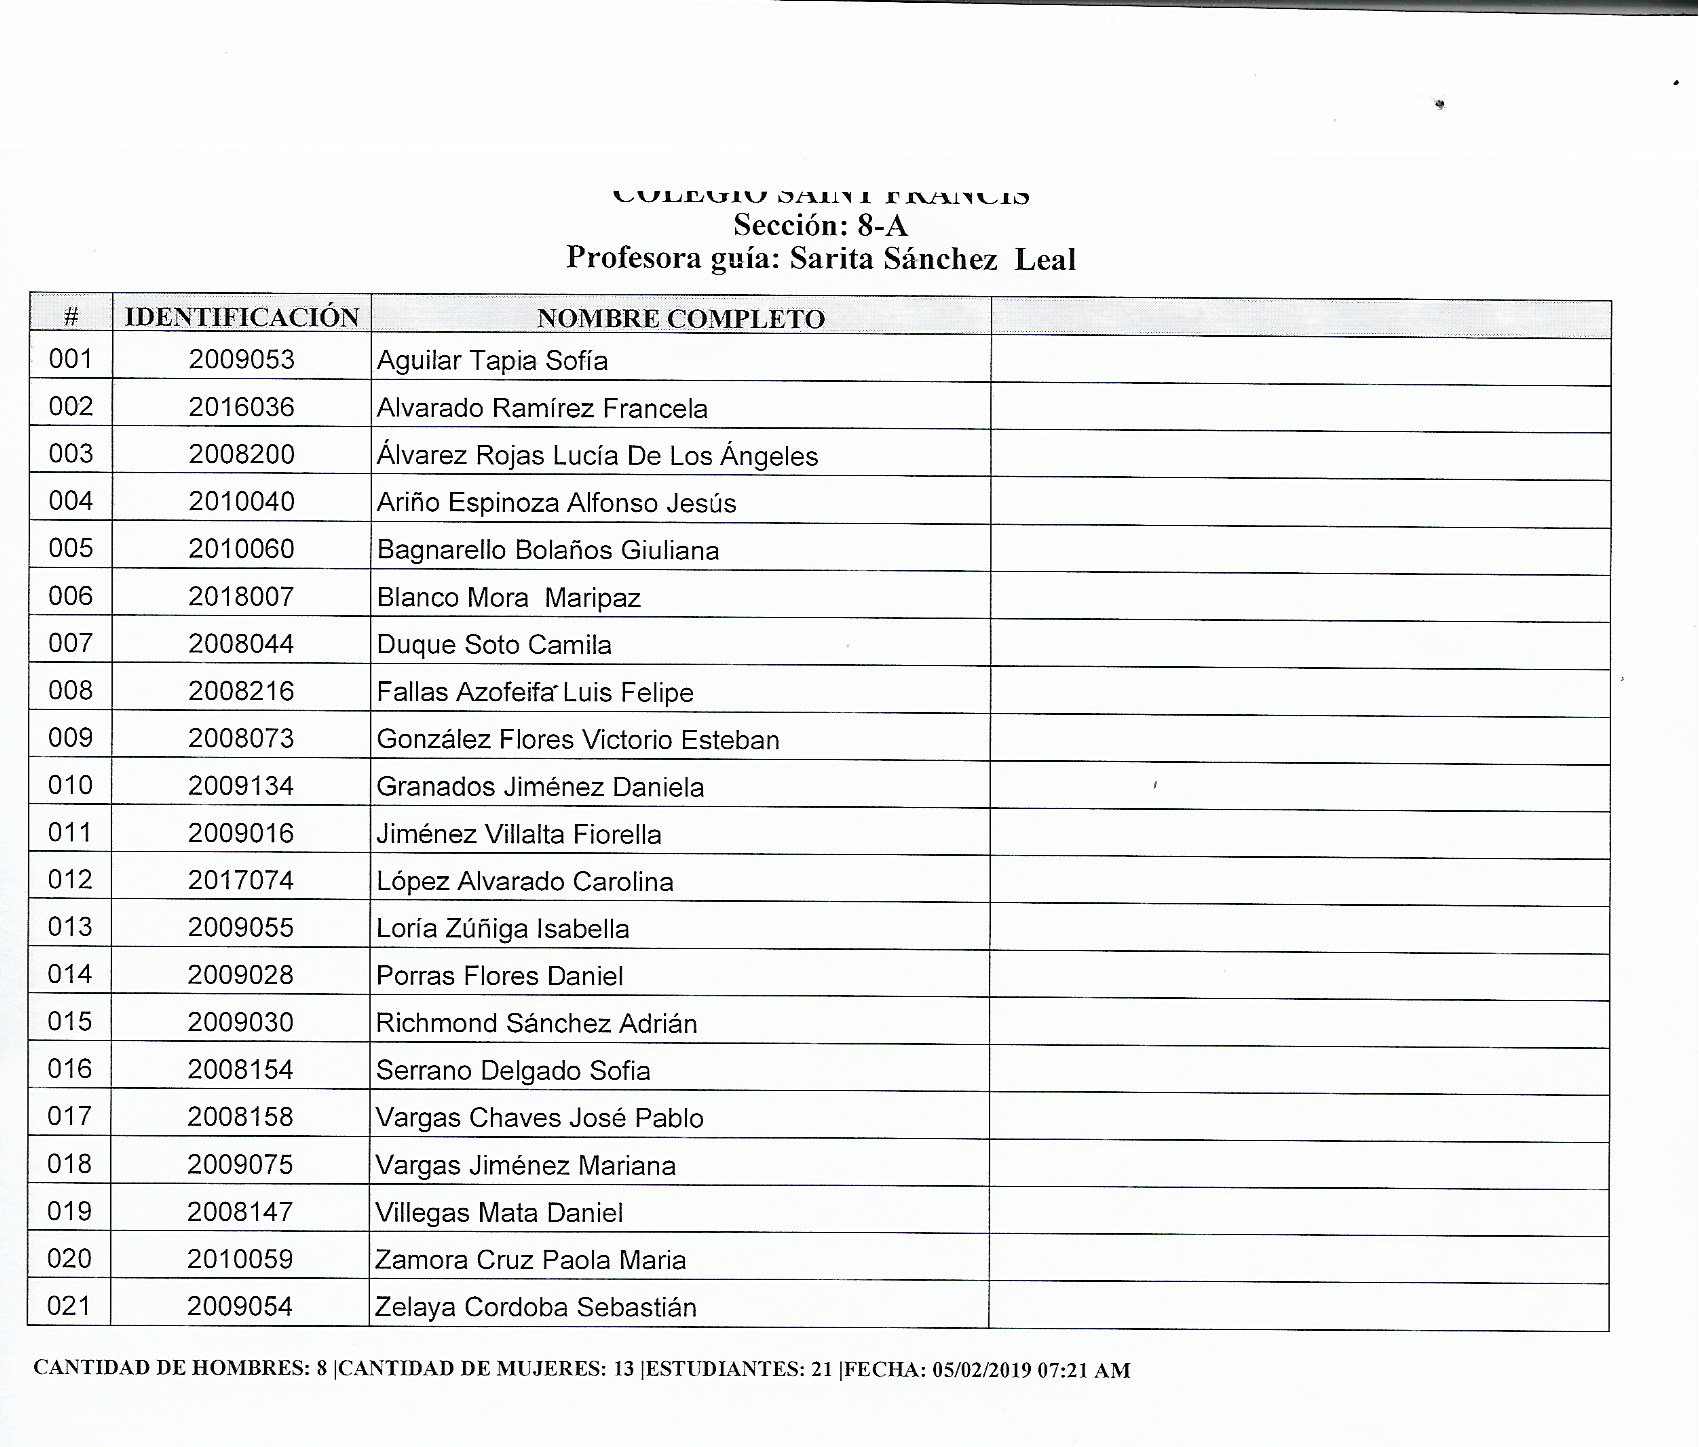 COLEGIO SAINT FRANCIS
Sección: 8-A
Profesora guía: Sarita Sánchez Leal
# IDENTIFICACIÓN NOMBRE COMPLETO
001 2009053 Aguilar Tapia Sofía
002 2016036 Alvarado Ramírez Francela
003 2008200 Álvarez Rojas Lucía De Los Ángeles
004 2010040 Ariño Espinoza Alfonso Jesús
005 2010060 Bagnarello Bolaños Giuliana
006 2018007 Blanco Mora Maripaz
007 2008044 Duque Soto Camila
008 2008216 Fallas Azofeifa Luis Felipe
009 2008073 González Flores Victorio Esteban
010 2009134 Granados Jiménez Daniela
011 2009016 Jiménez Villalta Fiorella
012 2017074 López Alvarado Carolina
013 2009055 Loría Zúñiga Isabella
014 2009028 Porras Flores Daniel
015 2009030 Richmond Sánchez Adrián
016 2008154 Serrano Delgado Sofia
017 2008158 Vargas Chaves José Pablo
018 2009075 Vargas Jiménez Mariana
019 2008147 Villegas Mata Daniel
020 2010059 Zamora Cruz Paola Maria
021 2009054 Zelaya Cordoba Sebastián
CANTIDAD DE HOMBRES: 8 |CANTIDAD DE MUJERES: 13 |ESTUDIANTES: 21 |FECHA: 05/02/2019 07:21 AM